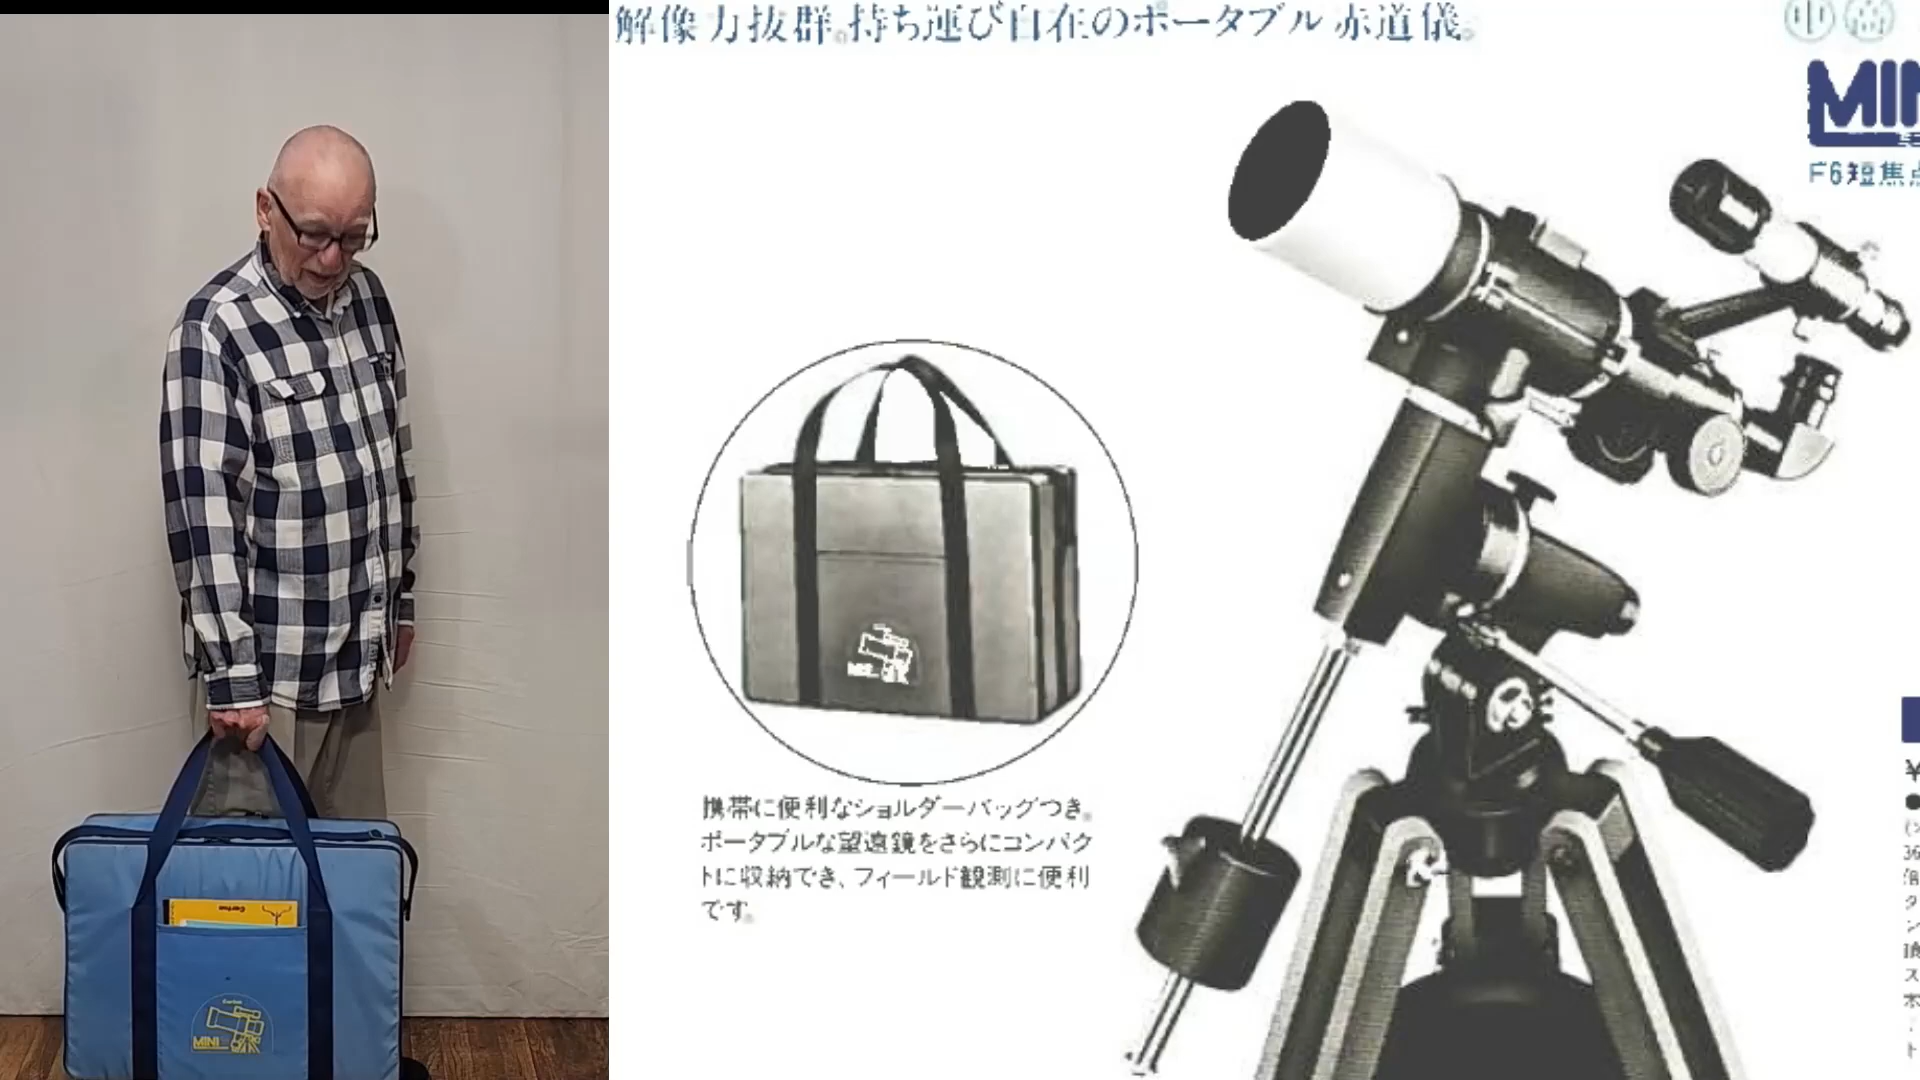 解像力抜群。持ち運び自在のポータブル赤道儀。
MIN
F6短焦点
携帯に便利なショルダーバッグつき。
ポータブルな望遠鏡をさらにコンパク
トに収納でき、フィールド観測に便利
です。
Carton
Carton
MINI